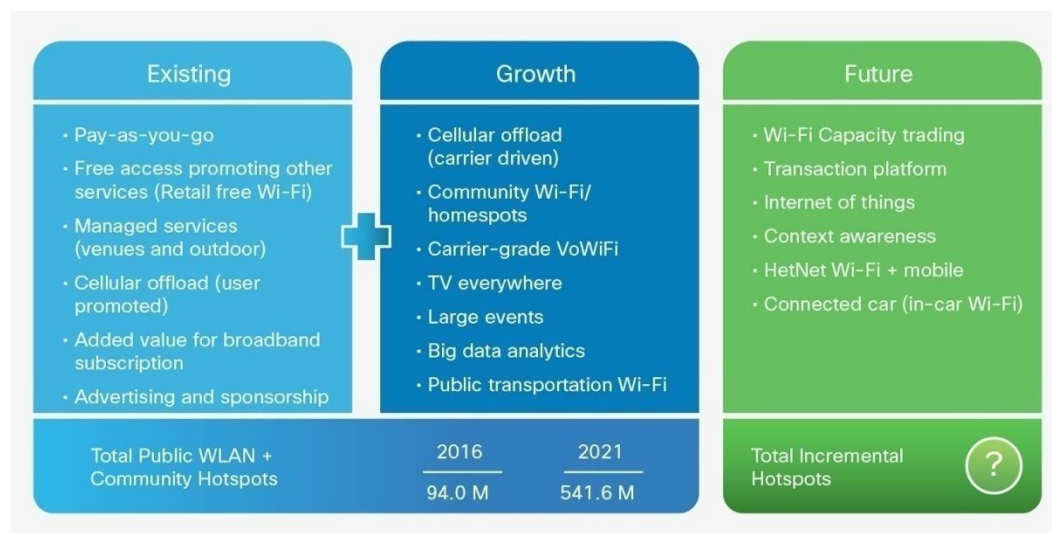 Existing
· Pay-as-you-go
· Free access promoting other
services (Retail free Wi-Fi)
· Managed services
(venues and outdoor)
· Cellular offload (user
promoted)
· Added value for broadband
subscription
· Advertising and sponsorship
Growth
· Cellular offload
(carrier driven)
· Community Wi-Fi/
homespots
· Carrier-grade VoWiFi
· TV everywhere
· Large events
· Big data analytics
· Public transportation Wi-Fi
Future
· Wi-Fi Capacity trading
· Transaction platform
· Internet of things
· Context awareness
· HetNet Wi-Fi + mobile
· Connected car (in-car Wi-Fi)
Total Public WLAN +
Community Hotspots
2016
94.0 M
2021
541.6 M
Total Incremental
Hotspots
?